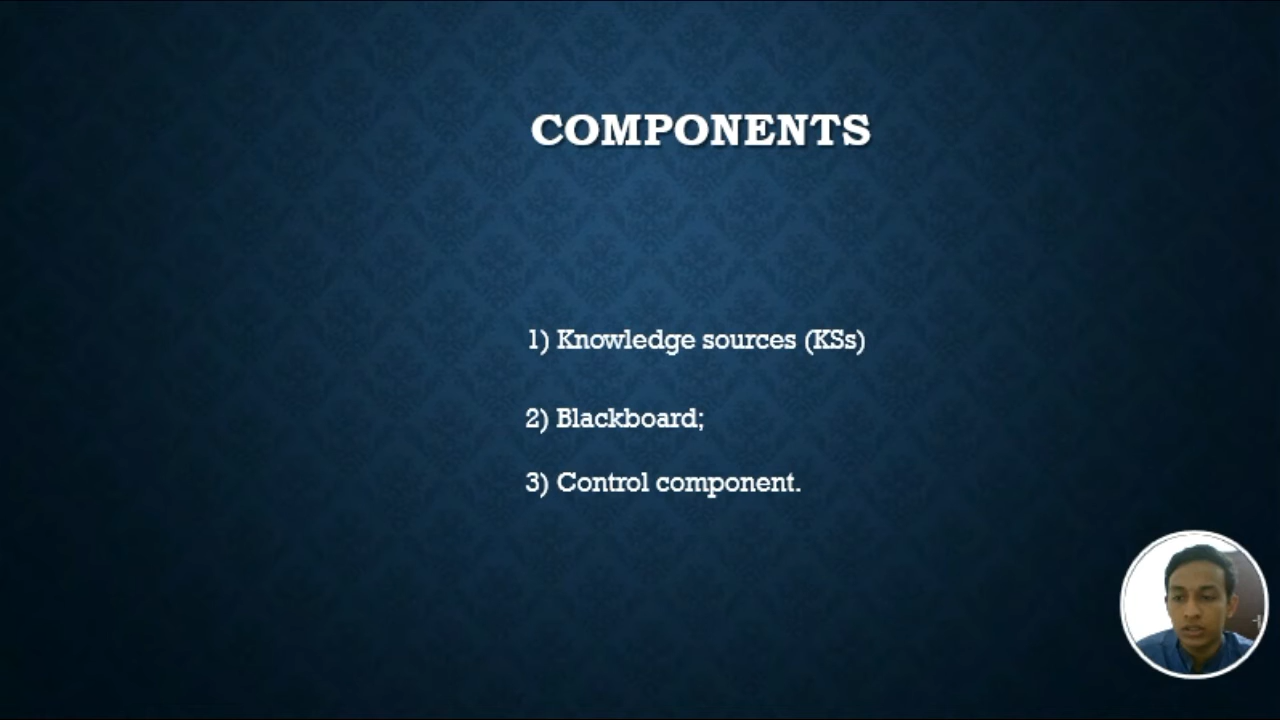 COMPONENTS
1) Knowledge sources (KSs)
2) Blackboard;
3) Control component.